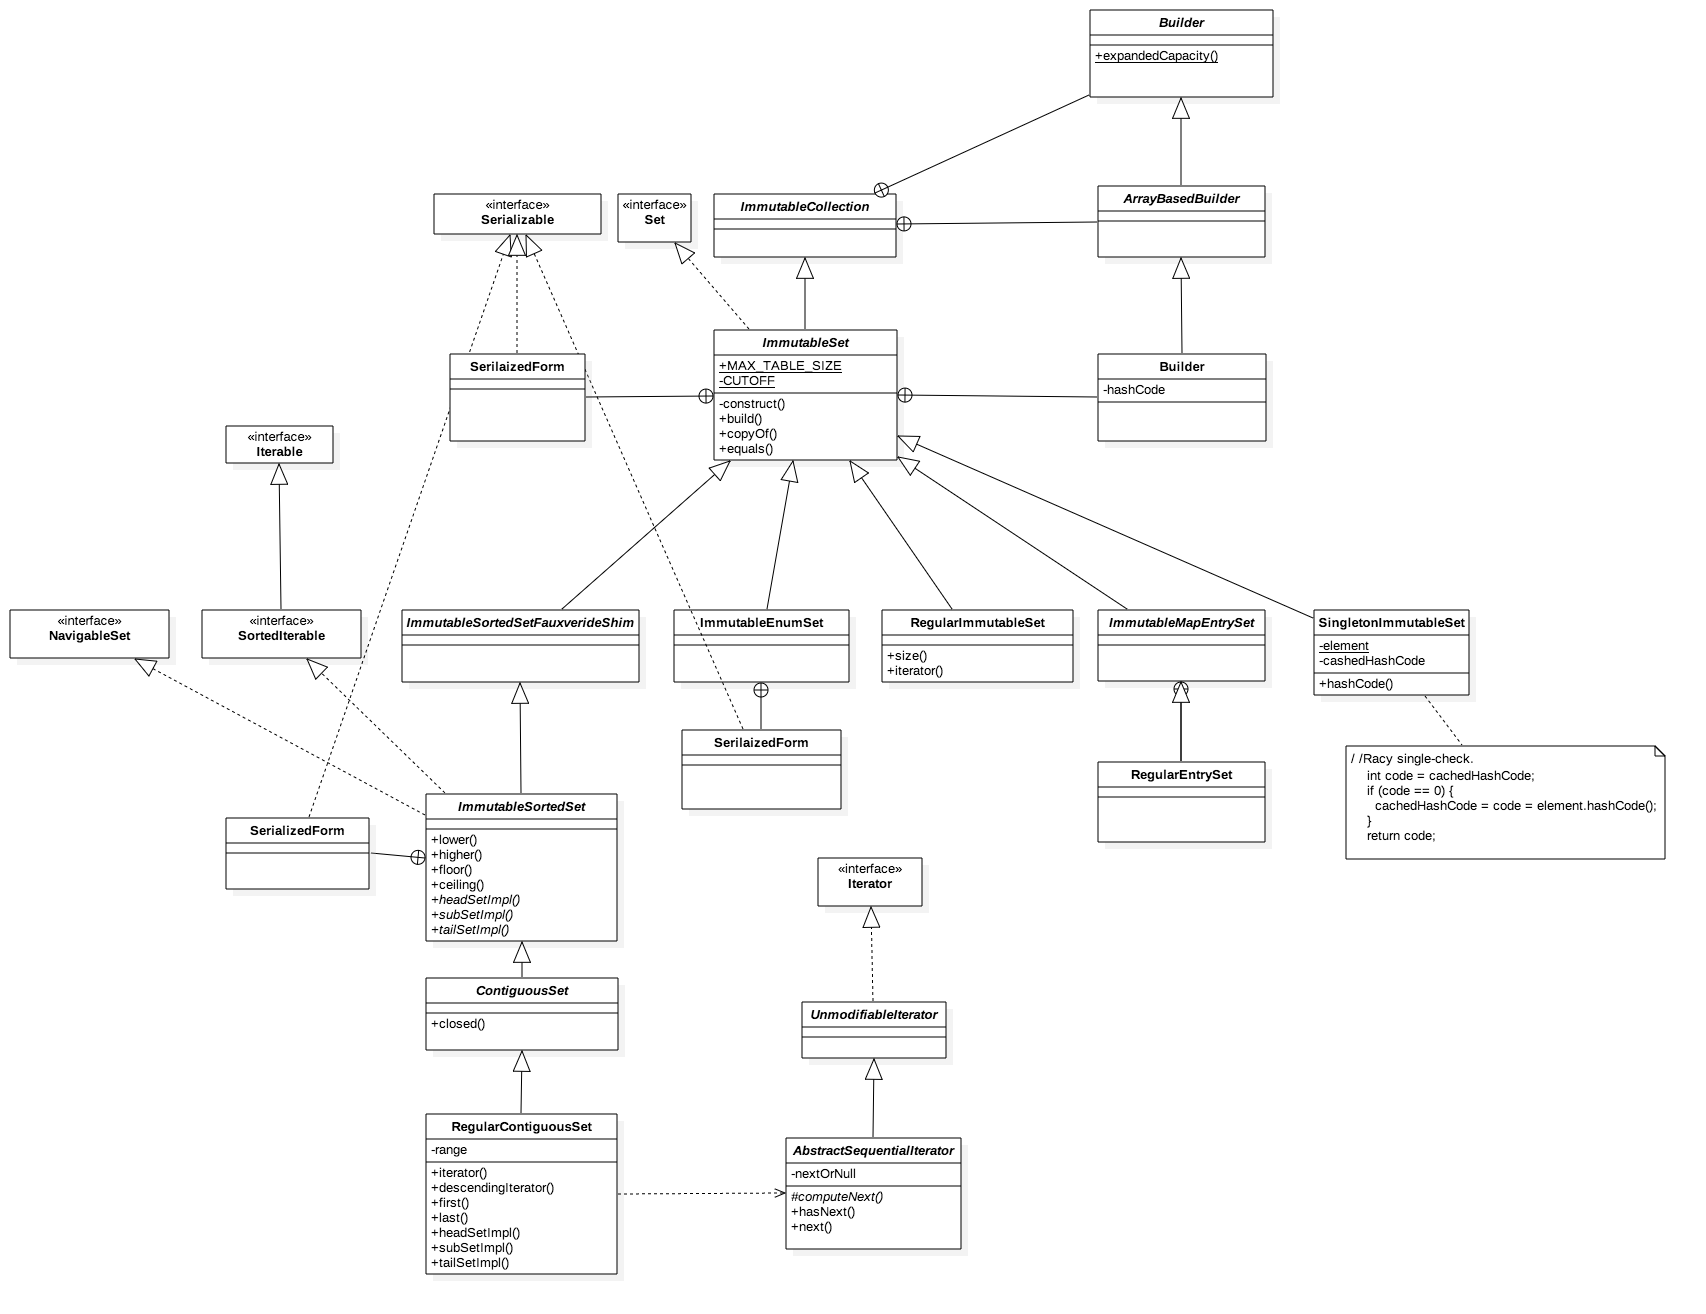 Builder
+expandedCapacity()
«interface»
Serializable
«interface»
Set
ImmutableCollection
ArrayBasedBuilder
SerilaizedForm
ImmutableSet
+MAX_TABLE_SIZE
-CUTOFF
-construct()
+build()
+copyOf()
+equals()
Builder
-hashCode
«interface»
Iterable
«interface»
NavigableSet
«interface»
SortedIterable
ImmutableSortedSetFauxverideShim
ImmutableEnumSet
RegularImmutableSet
+size()
+iterator()
ImmutableMapEntrySet
SingletonImmutableSet
-element
-cashedHashCode
+hashCode()
SerilaizedForm
RegularEntrySet
/ /Racy single-check.
int code = cachedHashCode;
if (code == 0) {
cachedHashCode = code = element.hashCode();
}
return code;
SerializedForm
ImmutableSortedSet
+lower()
+higher()
+floor()
+ceiling()
+headSetImpl()
+subSetImpl()
+tailSetImpl()
«interface»
Iterator
ContiguousSet
+closed()
UnmodifiableIterator
RegularContiguousSet
-range
+iterator()
+descendingIterator()
+first()
+last()
+headSetImpl()
+subSetImpl()
+tailSetImpl()
AbstractSequentialIterator
-nextOrNull
#computeNext()
+hasNext()
+next()